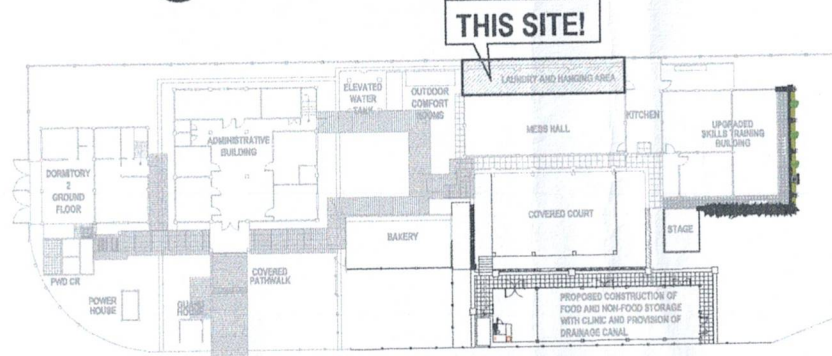 THIS SITE!
LAUNDRY AND HANGING AREA
ELEVATED
WATER
TANK
OUTDOOR
COMFORT
ROOMS
MESS HALL
KITCHEN
UPGRADED
SKILLS TRAINING
BUILDING
ADMINISTRATIVE
BUILDING
DORMITORY
2
GROUND
FLOOR
COVERED COURT
STAGE
BAKERY
PWD CR
COVERED
PATHWALK
POWER
HOUSE
GUARD
HOUSE
PROPOSED CONSTRUCTION OF
FOOD AND NON-FOOD STORAGE
WITH CLINIC AND PROVISION OF
DRAINAGE CANAL